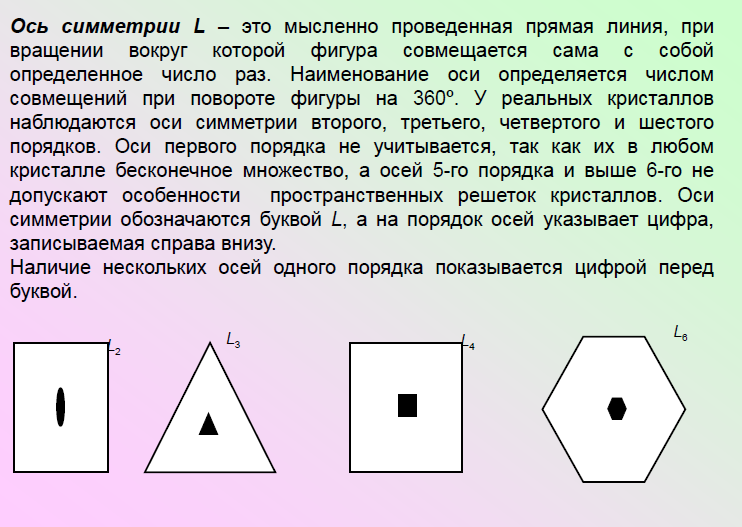 Ось симметрии L – это мысленно проведенная прямая линия, при
вращении вокруг которой фигура совмещается сама с собой
определенное число раз. Наименование оси определяется числом
совмещений при повороте фигуры на 360º. У реальных кристаллов
наблюдаются оси симметрии второго, третьего, четвертого и шестого
порядков. Оси первого порядка не учитывается, так как их в любом
кристалле бесконечное множество, а осей 5-го порядка и выше 6-го не
допускают особенности пространственных решеток кристаллов. Оси
симметрии обозначаются буквой L, а на порядок осей указывает цифра,
записываемая справа внизу.
Наличие нескольких осей одного порядка показывается цифрой перед
буквой.
L2
L3
L4
L6